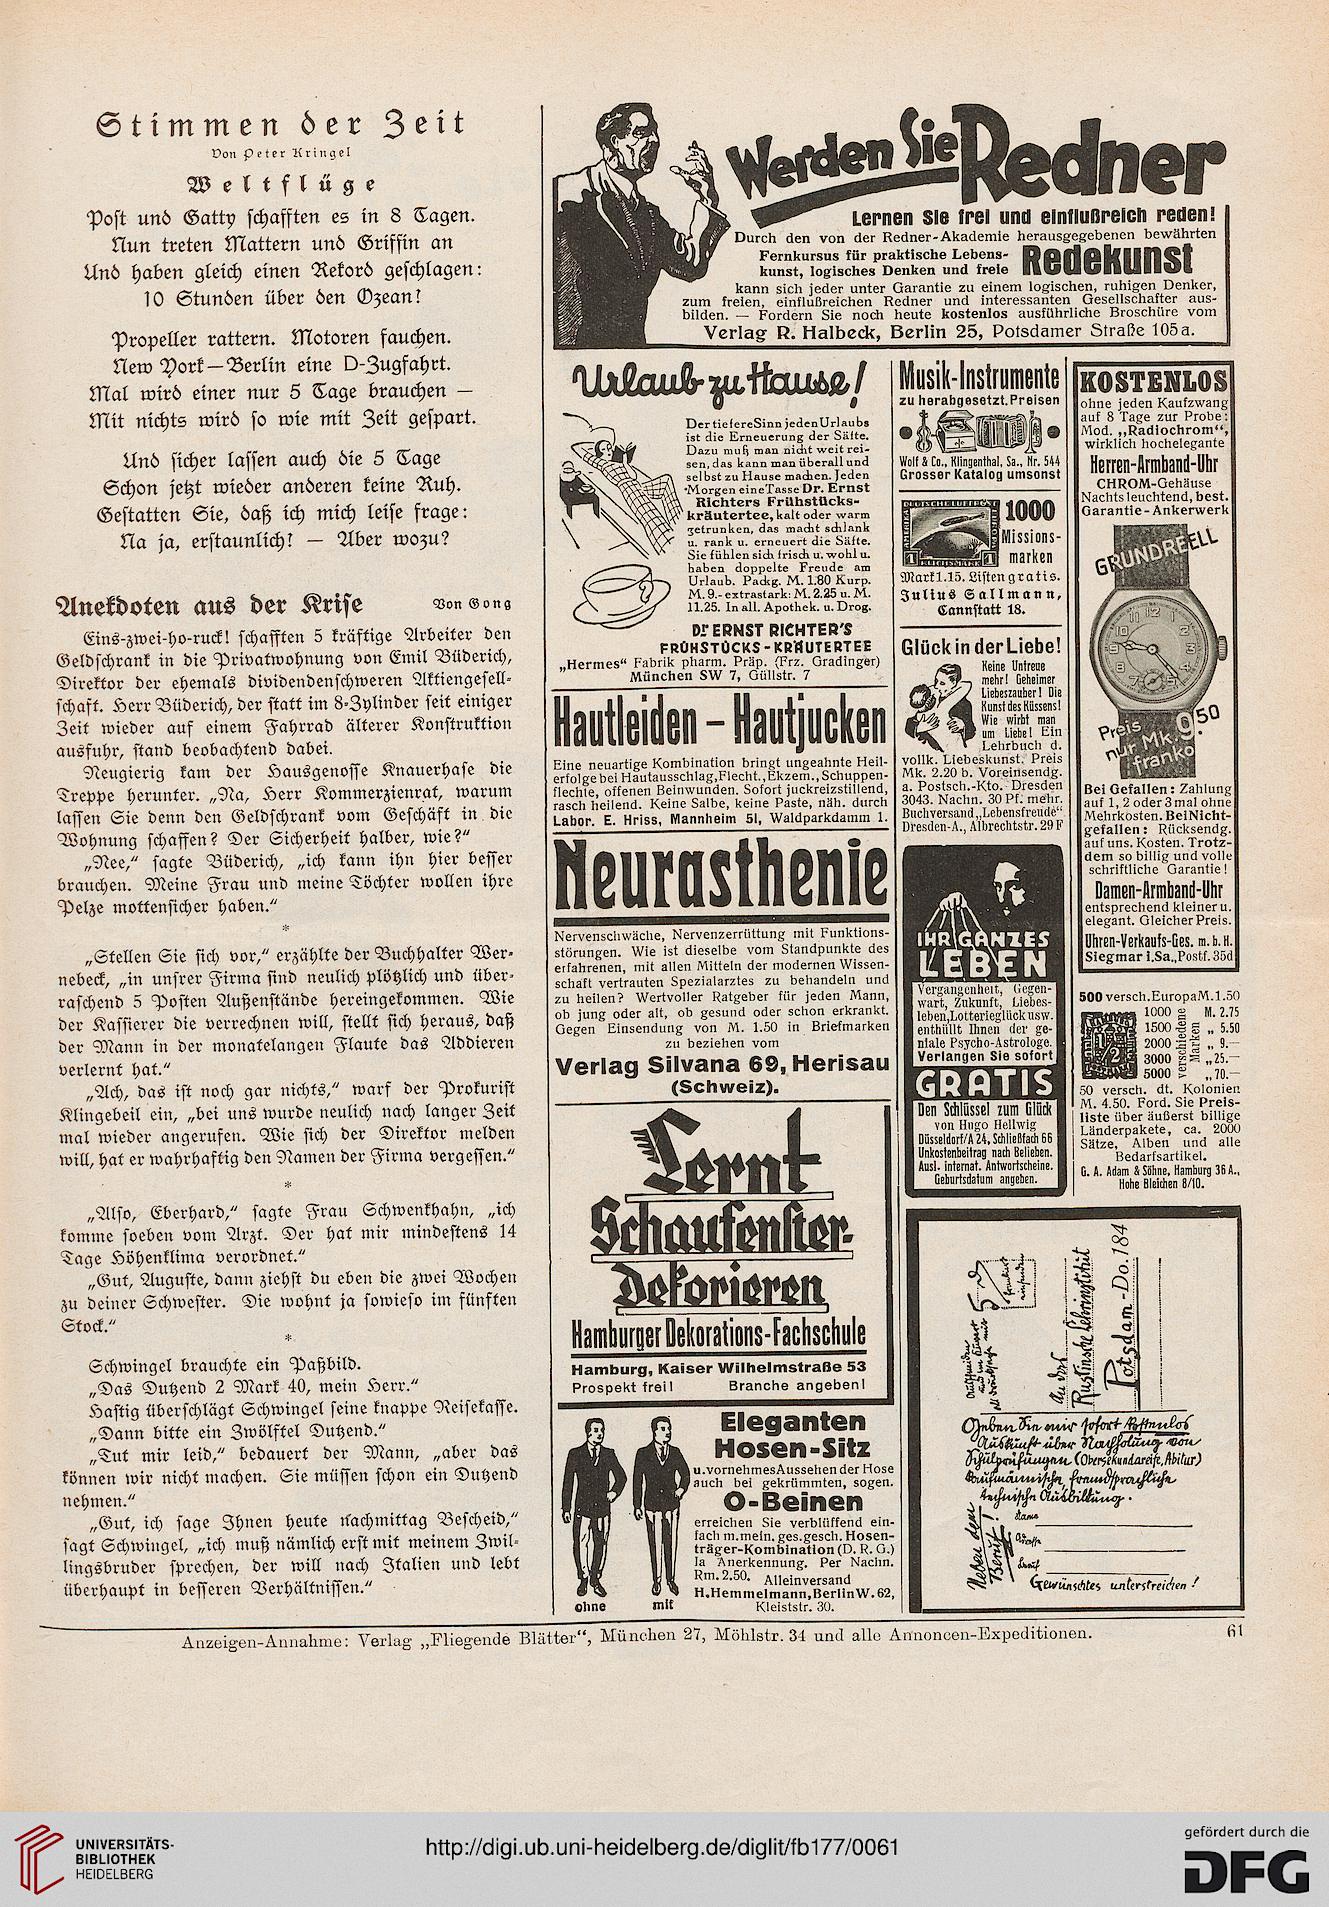 Stimmen der Zeit
Von Peter Kringel
Weltflüge
Post und Gatty schafften es in 8 Tagen.
Nun treten Mattern und Griffin an
Und haben gleich einen Rekord geschlagen:
10 Stunden über den Ozean!
Propeller rattern. Motoren fauchen.
New York — Berlin eine D-Zugfahrt.
Mal wird einer nur 5 Tage brauchen —
Mit nichts wird so wie mit Zeit gespart.
Und sicher lassen auch die 5 Tage
Schon jetzt wieder anderen keine Ruh.
Gestatten Sie, daß ich mich leise frage:
Na ja, erstaunlich! — Aber wozu?
Anekdoten aus der Krise Von Gong
Eins-zwei-ho-ruck! schafften 5 kräftige Arbeiter den
Geldschrank in die Privatwohnung von Emil Büderich,
Direktor der ehemals dividendenschweren Aktiengesell-
schaft. Herr Büderich, der statt im 8-Zylinder seit einiger
Zeit wieder auf einem Fahrrad älterer Konstruktion
ausfuhr, stand beobachtend dabei.
Neugierig kam der Hausgenosse Knauerhase die
Treppe herunter. „Na, Herr Kommerzienrat, warum
lassen Sie denn den Geldschrank vom Geschäft in die
Wohnung schaffen? Der Sicherheit halber, wie?“
„Nee,“ sagte Büderich, „ich kann ihn hier besser
brauchen. Meine Frau und meine Töchter wollen ihre
Pelze mottensicher haben.“
*
„Stellen Sie sich vor,“ erzählte der Buchhalter Wer-
nebeck, „in unsrer Firma sind neulich plötzlich und über-
raschend 5 Posten Außenstände hereingekommen. Wie
der Kassierer die verrechnen will, stellt sich heraus, daß
der Mann in der monatelangen Flaute das Addieren
verlernt hat.“
„Ach, das ist noch gar nichts,“ warf der Prokurist
Klingebeil ein, „bei uns wurde neulich nach langer Zeit
mal wieder angerufen. Wie sich der Direktor melden
will, hat er wahrhaftig den Namen der Firma vergessen.“
*
„Also, Eberhard,“ sagte Frau Schwenkhahn, „ich
komme soeben vom Arzt. Der hat mir mindestens 14
Tage Höhenklima verordnet.“
„Gut, Auguste, dann ziehst du eben die zwei Wochen
zu deiner Schwester. Die wohnt ja sowieso im fünften
Stock.“
*
Schwingel brauchte ein Paßbild.
„Das Dutzend 2 Mark 40, mein Herr.“
Hastig überschlägt Schwingel seine knappe Reisekasse.
„Dann bitte ein Zwölftel Dutzend.“
„Tut mir leid,“ bedauert der Mann, „aber das
können wir nicht machen. Sie müssen schon ein Dutzend
nehmen.“
„Gut, ich sage Ihnen heute nachmittag Bescheid,“
sagt Schwingel, „ich muß nämlich erst mit meinem Zwil-
lingsbruder sprechen, der will nach Italien und lebt
überhaupt in besseren Verhältnissen.“
Werden Sie Redner
Lernen Sie frei und einflußreich reden!
Durch den von der Redner-Akademie herausgegebenen bewährten
Fernkursus für praktische Lebens-
kunst, logisches Denken und freie Redekunst
kann sich jeder unter Garantie zu einem logischen, ruhigen Denker,
zum freien, einflußreichen Redner und interessanten Gesellschafter aus-
bilden. — Fordern Sie noch heute kostenlos ausführliche Broschüre vom
Verlag R. Halbeck, Berlin 25, Potsdamer Straße 105a.
Urlaub zu Hause!
Der tiefere Sinn jeden Urlaubs
ist die Erneuerung der Säfte.
Dazu muß man nicht weit rei-
sen, das kann man überall und
selbst zu Hause machen. Jeden
Morgen eine Tasse Dr. Ernst
Richters Frühstücks-
kräutertee, kalt oder warm
getrunken, das macht schlank
u. rank u. erneuert die Säfte.
Sie fühlen sich frisch u. wohl u.
haben doppelte Freude am
Urlaub. Packg. M. 1.80 Kurp.
M. 9.- extrastark: M. 2.25 u. M.
11.25. In all. Apothek. u. Drog.
Dr ERNST RICHTER'S
FRÜHSTÜCKS-KRÄUTERTEE
„Hermes“ Fabrik pharm. Präp. (Frz. Gradinger)
München SW 7, Güllstr. 7
Hautleiden – Hautjucken
Eine neuartige Kombination bringt ungeahnte Heil-
erfolge bei Hautausschlag, Flecht., Ekzem., Schuppen-
flechte, offenen Beinwunden. Sofort juckreizstillend,
rasch heilend. Keine Salbe, keine Paste, näh. durch
Labor. E. Hriss, Mannheim 51, Waldparkdamm 1.
Neurasthenie
Nervenschwäche, Nervenzerrüttung mit Funktions-
störungen. Wie ist dieselbe vom Standpunkte des
erfahrenen, mit allen Mitteln der modernen Wissen-
schaft vertrauten Spezialarztes zu behandeln und
zu heilen? Wertvoller Ratgeber für jeden Mann,
ob jung oder alt, ob gesund oder schon erkrankt.
Gegen Einsendung von M. 1.50 in Briefmarken
zu beziehen vom
Verlag Silvana 69, Herisau
(Schweiz).
Lernt
Schaufenster-
Dekorieren
Hamburger Dekorations-Fachschule
Hamburg, Kaiser Wilhelmstraße 53
Prospekt frei! Branche angeben!
ohne mit
Eleganten
Hosen-Sitz
u. vornehmes Aussehen der Hose
auch bei gekrümmten, sogen.
O-Beinen
erreichen Sie verblüffend ein-
fach m. mein. ges. gesch. Hosen-
träger-Kombination (D. R. G.)
Ia Anerkennung. Per Nachn.
Rm. 2.50. Alleinversand
H. Hemmelmann, Berlin W. 62,
Kleiststr. 30.
Musik-Instrumente
zu herabgesetzt. Preisen
Wolf & Co., Klingenthal, Sa., Nr. 544
Grosser Katalog umsonst
1000
Missions-
marken
Mark 1.15. Listen gratis.
Julius Sallmann,
Cannstatt 18.
Glück in der Liebe!
Keine Untreue
mehr! Geheimer
Liebeszauber! Die
Kunst des Küssens!
Wie wirbt man
um Liebe! Ein
Lehrbuch d.
vollk. Liebeskunst. Preis
Mk. 2.20 b. Voreinsendg.
a. Postsch.-Kto. Dresden
3043. Nachn. 30 Pf. mehr.
Buchversand „Lebensfreude“
Dresden-A., Albrechtstr. 29 F
IHR GANZES
LEBEN
Vergangenheit, Gegen-
wart, Zukunft, Liebes-
leben, Lotterieglück usw.
enthüllt Ihnen der ge-
niale Psycho-Astrologe.
Verlangen Sie sofort
GRATIS
Den Schlüssel zum Glück
von Hugo Hellwig
Düsseldorf/A 24, Schließfach 66
Unkostenbeitrag nach Belieben.
Ausl. internat. Antwortscheine.
Geburtsdatum angeben.
KOSTENLOS
ohne jeden Kaufzwang
auf 8 Tage zur Probe:
Mod. „Radiochrom“,
wirklich hochelegante
Herren-Armband-Uhr
CHROM-Gehäuse
Nachts leuchtend, best.
Garantie-Ankerwerk
GRUNDREELL
Preis
nur Mk. 9.50
franko
Bei Gefallen: Zahlung
auf 1, 2 oder 3 mal ohne
Mehrkosten. Bei Nicht-
gefallen: Rücksendg.
auf uns. Kosten. Trotz-
dem so billig und volle
schriftliche Garantie!
Damen-Armband-Uhr
entsprechend kleiner u.
elegant. Gleicher Preis.
Uhren-Verkaufs-Ges. m. b. H.
Siegmar i. Sa., Postf. 35d
500 versch. Europa M. 1.50
1000 M. 2.75
1500 „ 5.50
2000 „ 9.—
3000 „ 25.—
5000 „ 70.—
verschiedene
Marken
50 versch. dt. Kolonien
M. 4.50. Ford. Sie Preis-
liste über äußerst billige
Länderpakete, ca. 2000
Sätze, Alben und alle
Bedarfsartikel.
G. A. Adam & Söhne, Hamburg 36 A.,
Hohe Bleichen 8/10.
An das
Rustinsche Lehrinstitut
Potsdam-Do. 184
Geben Sie mir sofort kostenlos
Auskunft über Nachholung von
Schulprüfungen (Obersekundareife, Abitur)
kaufmännische, fremdsprachliche
technische Ausbildung.
Neben dem
Beruf!
Name
Straße
Beruf
Gewünschtes unterstreichen!
Anzeigen-Annahme: Verlag „Fliegende Blätter“, München 27, Möhlstr. 34 und alle Annoncen-Expeditionen.
61
UNIVERSITÄTS-
BIBLIOTHEK
HEIDELBERG
http://digi.ub.uni-heidelberg.de/diglit/fb177/0061
gefördert durch die
DFG